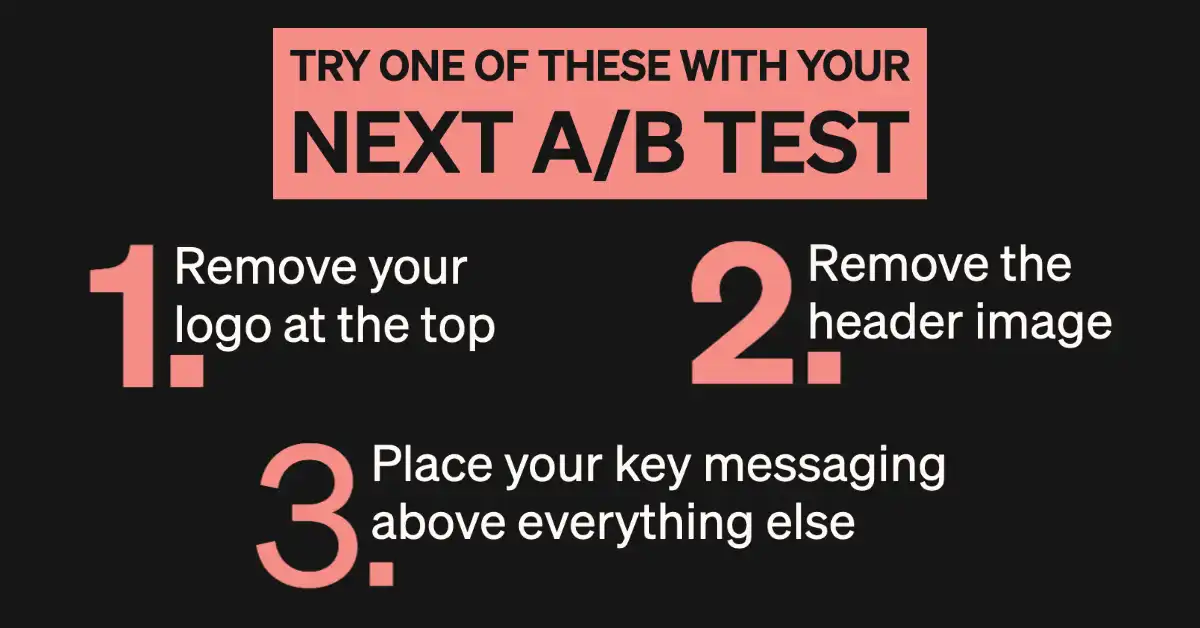 TRY ONE OF THESE WITH YOUR
NEXT A/B TEST
1. Remove your
logo at the top
2. Remove the
header image
3. Place your key messaging
above everything else